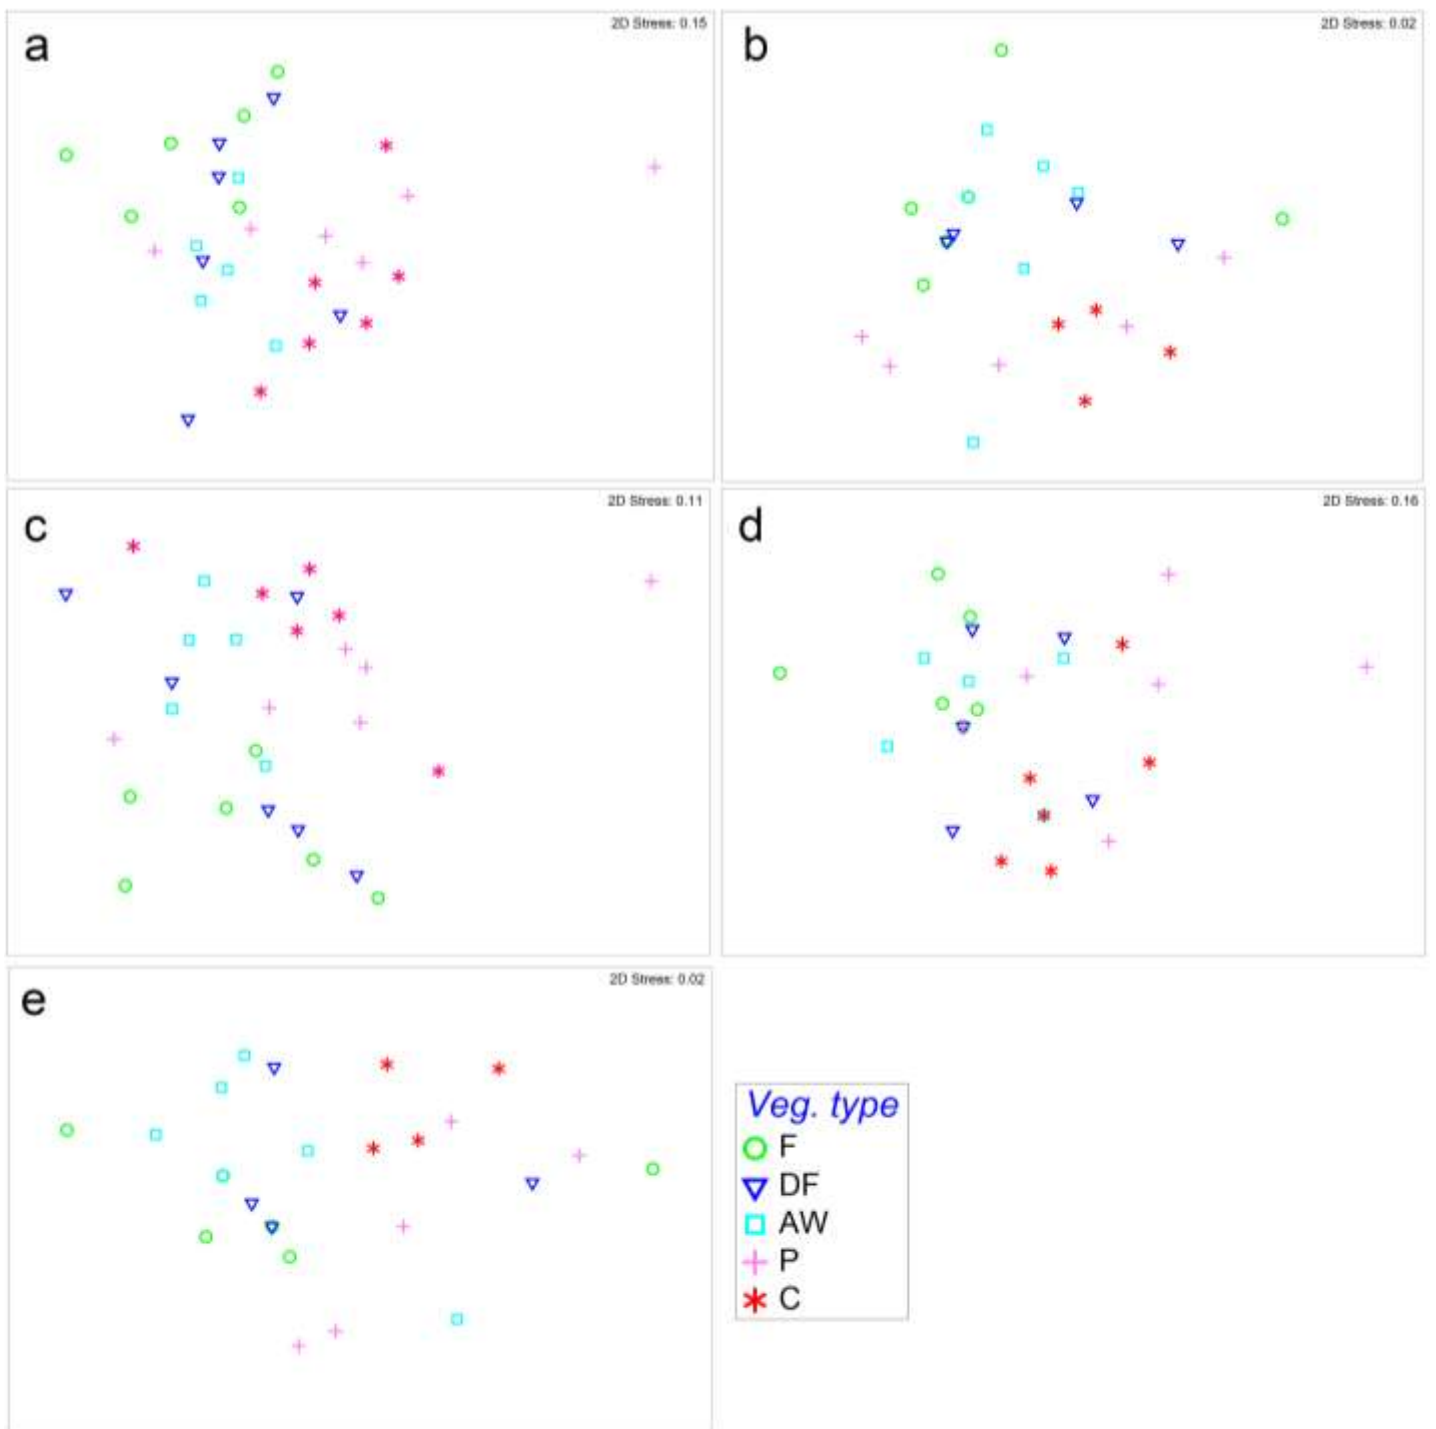 a
2D Stress: 0.15
b
2D Stress: 0.02
c
2D Stress: 0.11
d
2D Stress: 0.16
e
2D Stress: 0.02
Veg. type
F
DF
AW
P
C